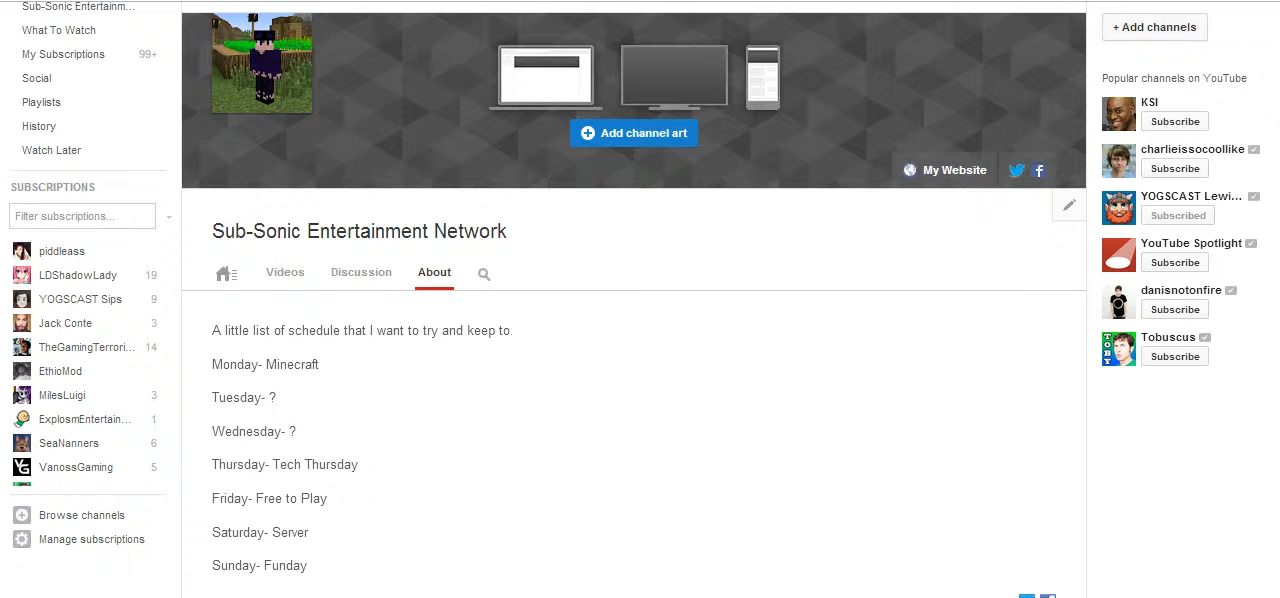 Sub-Sonic Entertainm...
What To Watch
My Subscriptions 99+
Social
Playlists
History
Watch Later
SUBSCRIPTIONS
Filter subscriptions...
piddleass
LDShadowLady 19
YOGSCAST Sips 9
Jack Conte 3
TheGamingTerrori... 14
EthioMod
MilesLuigi 3
ExplosmEntertain... 1
SeaNanners 6
VanossGaming 5
Browse channels
Manage subscriptions
Add channel art
My Website
Sub-Sonic Entertainment Network
Videos Discussion About
A little list of schedule that I want to try and keep to.
Monday- Minecraft
Tuesday- ?
Wednesday- ?
Thursday- Tech Thursday
Friday- Free to Play
Saturday- Server
Sunday- Funday
+ Add channels
Popular channels on YouTube
KSI
Subscribe
charlieissocoollike
Subscribe
YOGSCAST Lewi...
Subscribed
YouTube Spotlight
Subscribe
danisnotonfire
Subscribe
Tobuscus
Subscribe
TOBY
VG